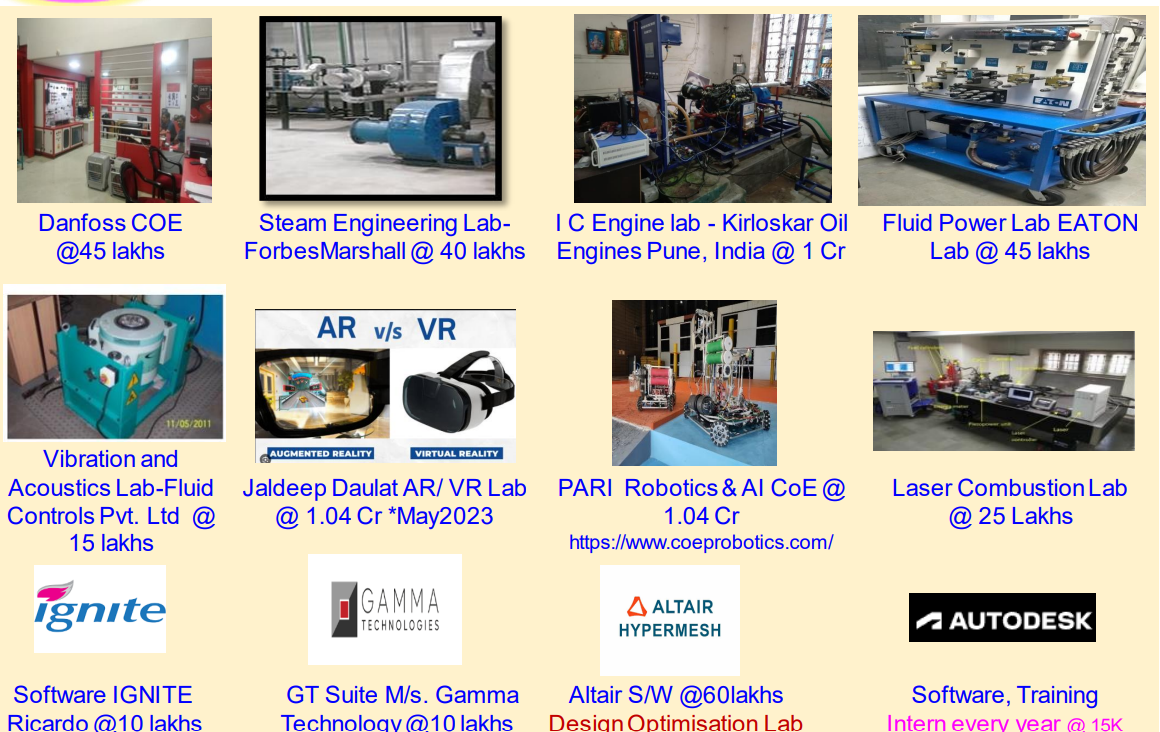 EATON
Danfoss COE
@45 lakhs
Steam Engineering Lab-
ForbesMarshall @ 40 lakhs
I C Engine lab - Kirloskar Oil
Engines Pune, India @ 1 Cr
Fluid Power Lab EATON
Lab @ 45 lakhs
11/05/2011
AR v/s VR
AUGMENTED REALITY
VIRTUAL REALITY
Laser
Vibration and
Acoustics Lab-Fluid
Controls Pvt. Ltd @
15 lakhs
Jaldeep Daulat AR/ VR Lab
@ 1.04 Cr *May2023
PARI Robotics & AI CoE @
1.04 Cr
https://www.coeprobotics.com/
Laser Combustion Lab
@ 25 Lakhs
ignite
GAMMA
TECHNOLOGIES
ALTAIR
HYPERMESH
AUTODESK
Software IGNITE
Ricardo @10 lakhs
GT Suite M/s. Gamma
Technology @10 lakhs
Altair S/W @60lakhs
Design Optimisation Lab
Software, Training
Intern every year @ 15K